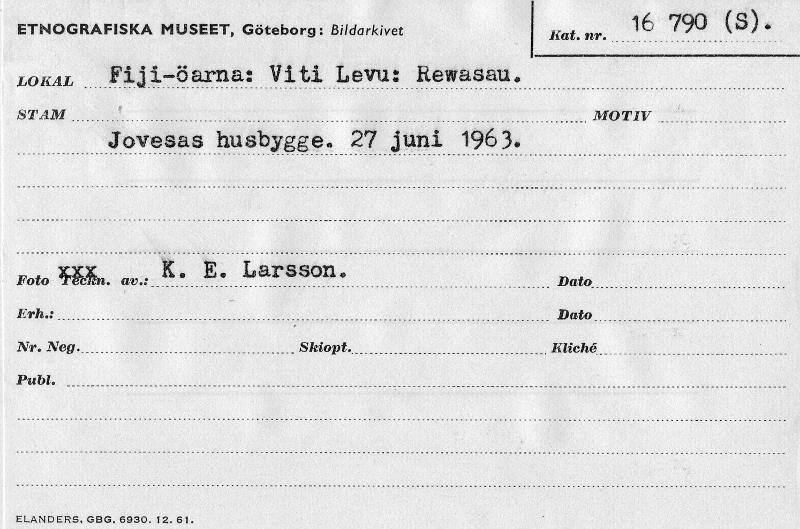 ETNOGRAFISKA MUSEET, Göteborg: Bildarkivet
Kat. nr. 16 790 (S).
LOKAL Fiji-öarna: Viti Levu: Rewasau.
STAM MOTIV
Jovesas husbygge. 27 juni 1963.
Foto xxx Teckn. av.: K. E. Larsson. Dato
Erh.: Dato
Nr. Neg. Skiopt. Kliché
Publ.
ELANDERS, GBG. 6930. 12. 61.